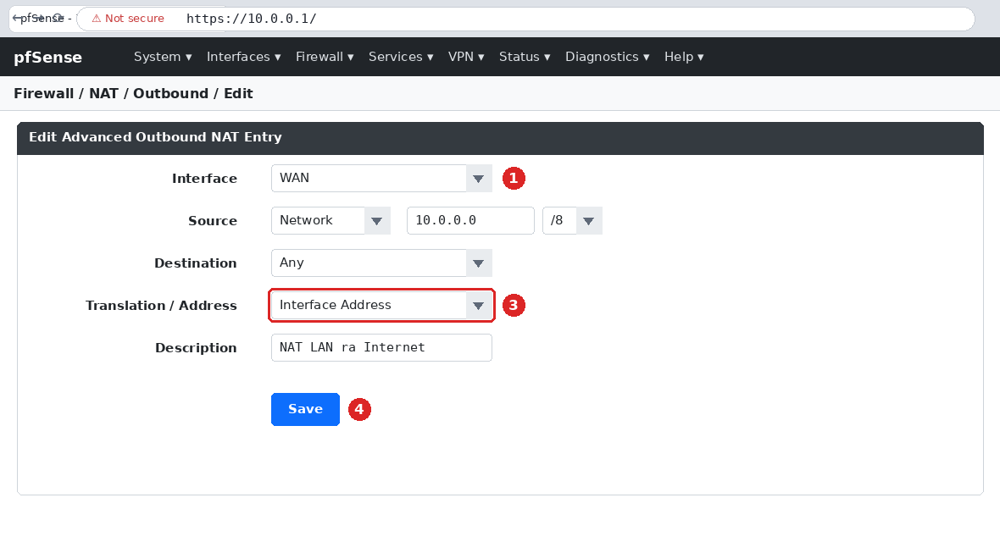 pfSense -
⚠ Not secure https://10.0.0.1/
pfSense System ▾ Interfaces ▾ Firewall ▾ Services ▾ VPN ▾ Status ▾ Diagnostics ▾ Help ▾
Firewall / NAT / Outbound / Edit
Edit Advanced Outbound NAT Entry
Interface WAN 1
Source Network 10.0.0.0 /8
Destination Any
Translation / Address Interface Address 3
Description NAT LAN ra Internet
Save 4